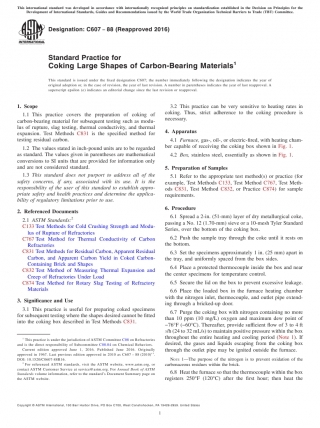 This international standard was developed in accordance with internationally recognized principles on standardization established in the Decision on Principles for the
Development of International Standards, Guides and Recommendations issued by the World Trade Organization Technical Barriers to Trade (TBT) Committee.
Designation: C607 − 88 (Reapproved 2016)
Standard Practice for
Coking Large Shapes of Carbon-Bearing Materials1
This standard is issued under the fixed designation C607; the number immediately following the designation indicates the year of
original adoption or, in the case of revision, the year of last revision. A number in parentheses indicates the year of last reapproval. A
superscript epsilon (ε) indicates an editorial change since the last revision or reapproval.
1. Scope
1.1 This practice covers the preparation of coking of
carbon-bearing material for subsequent testing such as modu-
lus of rupture, slag testing, thermal conductivity, and thermal
expansion. Test Methods C831 is the specified method for
testing residual carbon.
1.2 The values stated in inch-pound units are to be regarded
as standard. The values given in parentheses are mathematical
conversions to SI units that are provided for information only
and are not considered standard.
1.3 This standard does not purport to address all of the
safety concerns, if any, associated with its use. It is the
responsibility of the user of this standard to establish appro-
priate safety and health practices and determine the applica-
bility of regulatory limitations prior to use.
2. Referenced Documents
2.1 ASTM Standards:2
C133 Test Methods for Cold Crushing Strength and Modu-
lus of Rupture of Refractories
C767 Test Method for Thermal Conductivity of Carbon
Refractories
C831 Test Methods for Residual Carbon, Apparent Residual
Carbon, and Apparent Carbon Yield in Coked Carbon-
Containing Brick and Shapes
C832 Test Method of Measuring Thermal Expansion and
Creep of Refractories Under Load
C874 Test Method for Rotary Slag Testing of Refractory
Materials
3. Significance and Use
3.1 This practice is useful for preparing coked specimens
for subsequent testing where the shapes desired cannot be fitted
into the coking box described in Test Methods C831.
3.2 This practice can be very sensitive to heating rates in
coking. Thus, strict adherence to the coking procedure is
necessary.
4. Apparatus
4.1 Furnace, gas-, oil-, or electric-fired, with heating cham-
ber capable of receiving the coking box shown in Fig. 1.
4.2 Box, stainless steel, essentially as shown in Fig. 1.
5. Preparation of Samples
5.1 Refer to the appropriate test method(s) or practice (for
example, Test Methods C133, Test Method C767, Test Meth-
ods C831, Test Method C832, or Practice C874) for sample
requirements.
6. Procedure
6.1 Spread a 2-in. (51-mm) layer of dry metallurgical coke,
passing a No. 12 (1.70-mm) sieve or a 10-mesh Tyler Standard
Series, over the bottom of the coking box.
6.2 Push the sample tray through the coke until it rests on
the bottom.
6.3 Set the specimens approximately 1 in. (25 mm) apart in
the tray, and uniformly spaced from the box sides.
6.4 Place a protected thermocouple inside the box and near
the center specimens for temperature control.
6.5 Secure the lid on the box to prevent excessive leakage.
6.6 Place the loaded box in the furnace heating chamber
with the nitrogen inlet, thermocouple, and outlet pipe extend-
ing through a bricked-up door.
6.7 Purge the coking box with nitrogen containing no more
than 10 ppm (10 mg/L) oxygen and maximum dew point of
−76°F (−60°C). Thereafter, provide sufficient flow of 3 to 4 ft
/h (24 to 32 mL/s) to maintain positive pressure within the box
throughout the entire heating and cooling period (Note 1). If
desired, the gases and liquids escaping from the coking box
through the outlet pipe may be ignited outside the furnace.
NOTE 1—The purpose of the nitrogen is to prevent oxidation of the
carbonaceous residues within the brick.
6.8 Heat the furnace so that the thermocouple within the box
registers 250°F (120°C) after the first hour; then heat the
1 This practice is under the jurisdiction of ASTM Committee C08 on Refractories
and is the direct responsibility of Subcommittee C08.01 on
Current edition approved June 1, 2016. Published June 2016. Originally
approved in 1967. Last previous edition approved in 2010 as
2 For referenced ASTM standards, visit the ASTM website, www.astm.org, or
contact ASTM Customer Service at service@astm.org. For Annual Book of ASTM
Standards volume information, refer to the standard's Document Summary page on
the ASTM website.
Copyright © ASTM International, 100 Barr Harbor Drive, PO Box C700, West Conshohocken, PA 19428-2959. United States
1